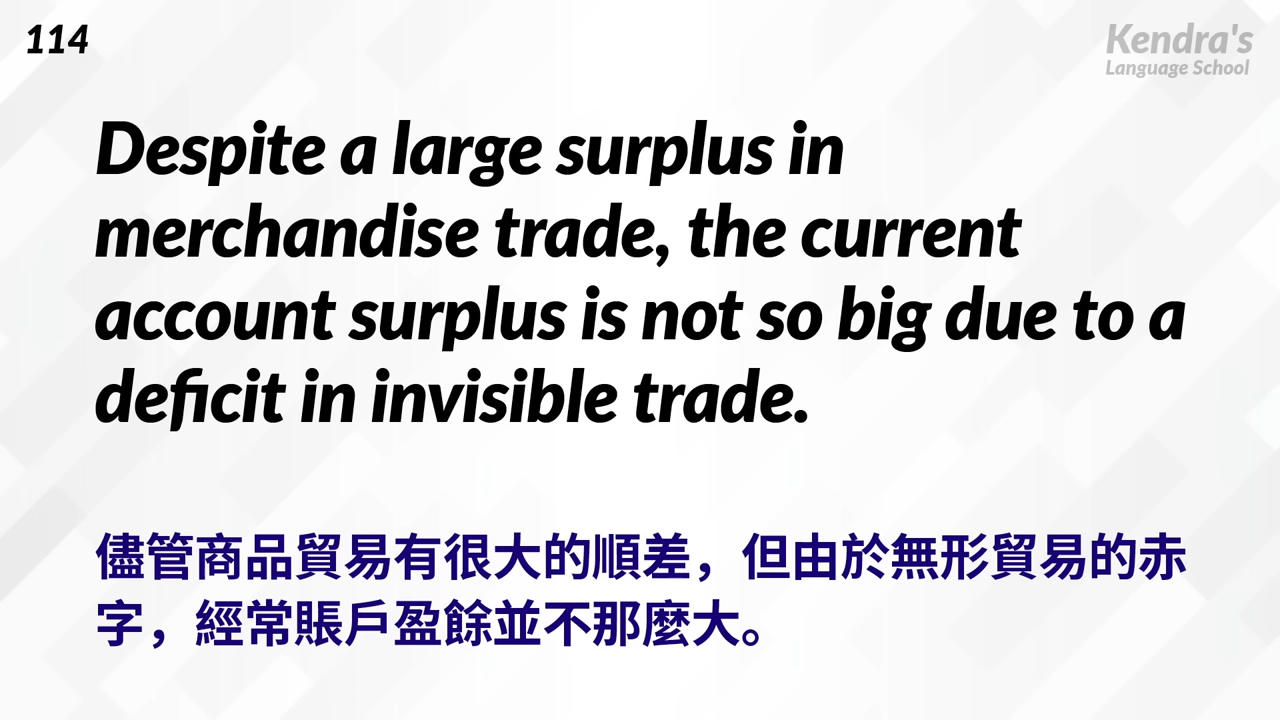 114
Kendra's
Language School
Despite a large surplus in
merchandise trade, the current
account surplus is not so big due to a
deficit in invisible trade.
儘管商品貿易有很大的順差，但由於無形貿易的赤
字，經常賬戶盈餘並不那麼大。